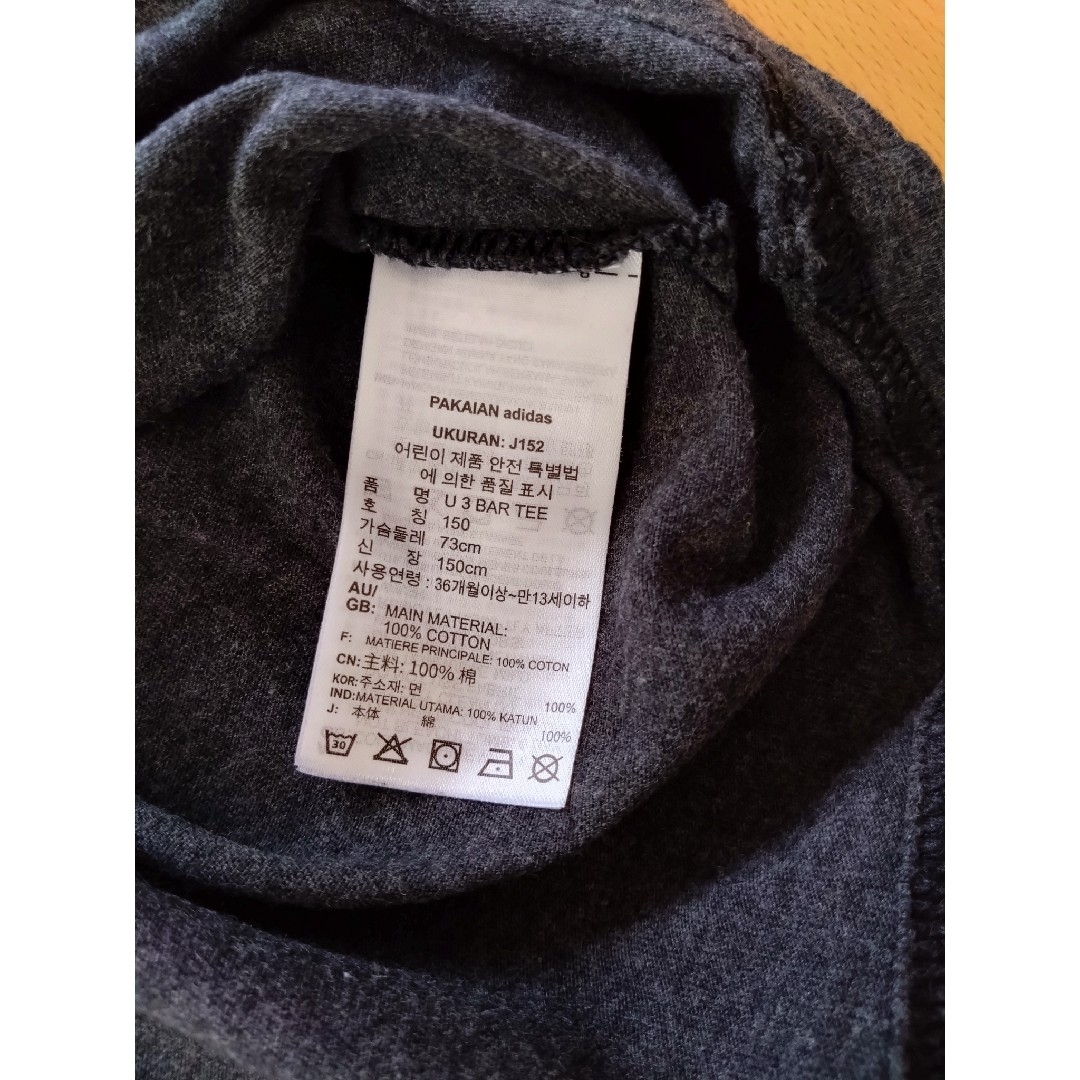 PAKAIAN adidas
UKURAN: J152
어린이 제품 안전 특별법
에 의한 품질 표시
품 명 U 3 BAR TEE
호 칭 150
가슴둘레 73cm
신 장 150cm
사용연령 : 36개월이상~만13세이하
AU/
GB: MAIN MATERIAL:
100% COTTON
F: MATIERE PRINCIPALE: 100% COTON
CN:主料: 100% 棉
KOR:주소재: 면 100%
IND:MATERIAL UTAMA: 100% KATUN
J: 本体 綿 100%
30